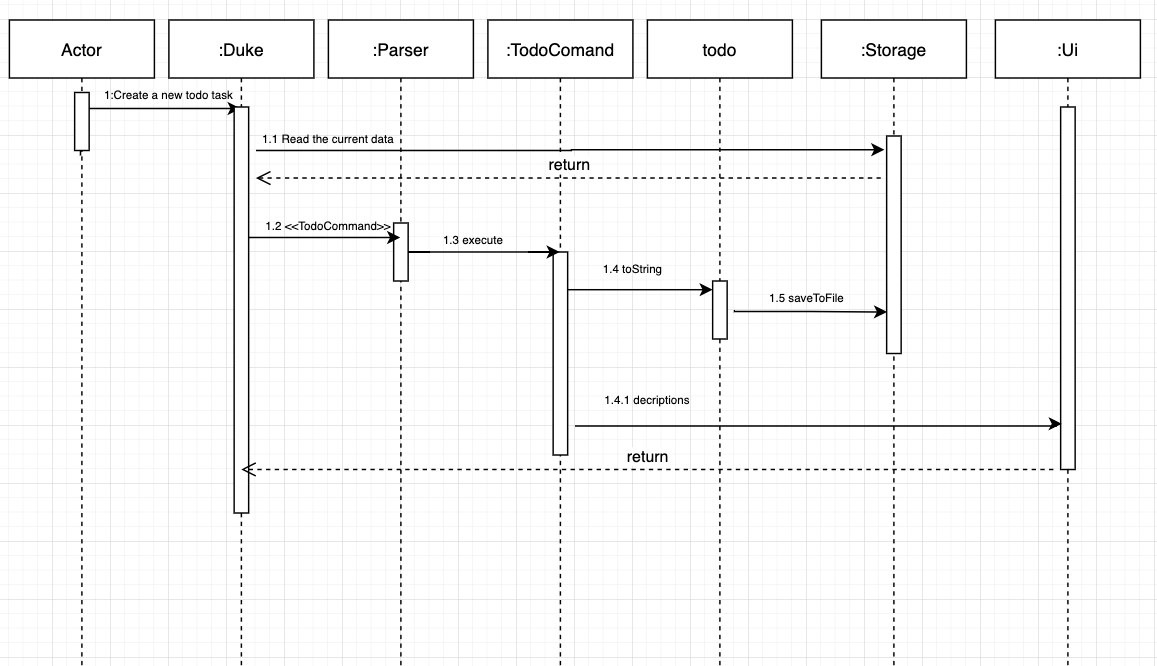 Actor
:Duke
:Parser
:TodoComand
todo
:Storage
:Ui
1:Create a new todo task
1.1 Read the current data
return
1.2 <<TodoCommand>>
1.3 execute
1.4 toString
1.5 saveToFile
1.4.1 decriptions
return